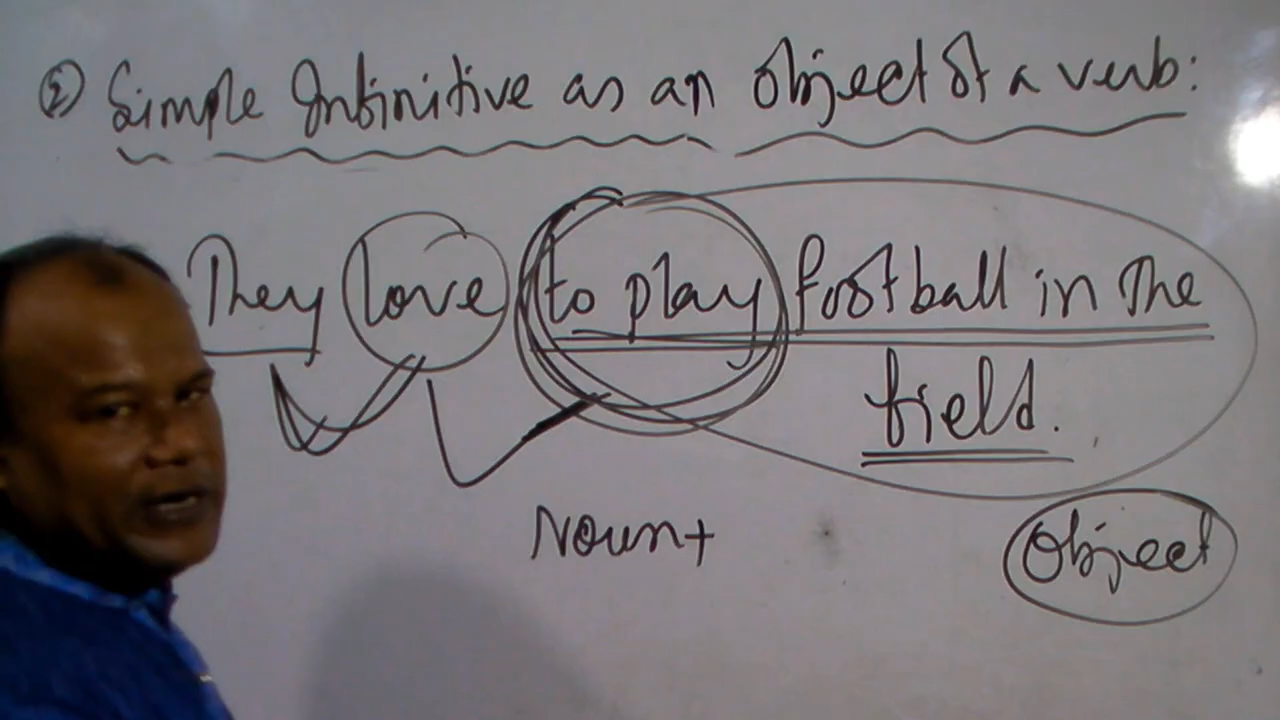 ② Simple Infinitive as an Object of a verb:
They love to play football in the
field.
Noun+
Object